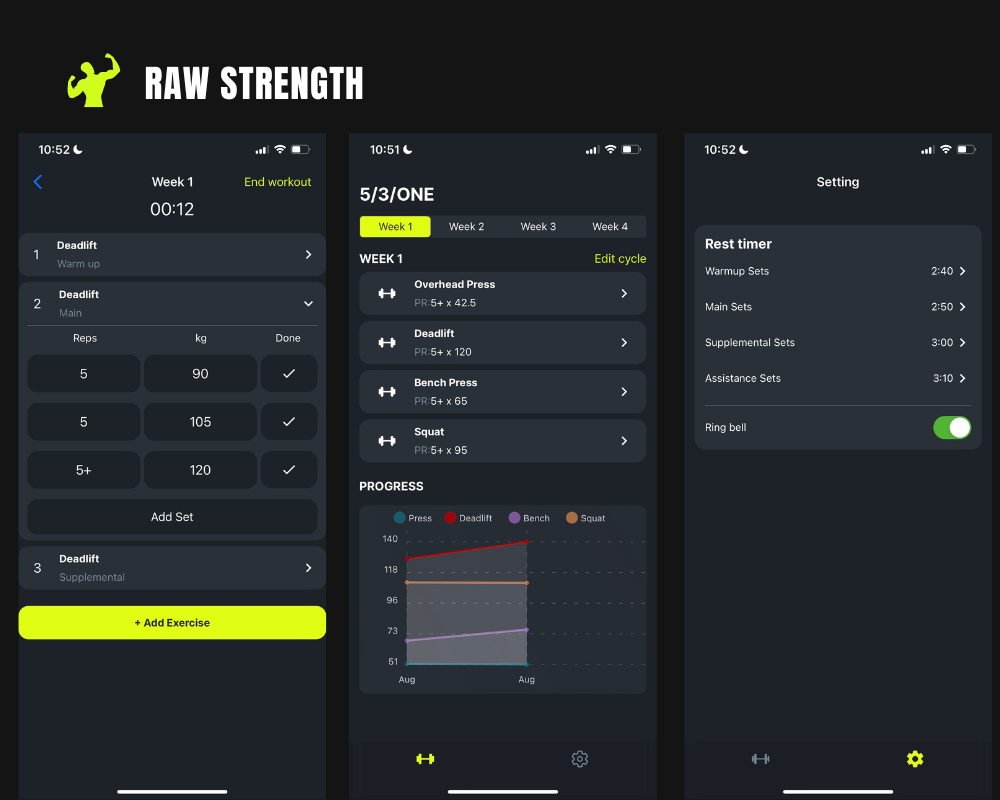 RAW STRENGTH
10:52
Week 1
End workout
00:12
1
Deadlift
Warm up
2
Deadlift
Main
Reps kg Done
5 90
5 105
5+ 120
Add Set
3
Deadlift
Supplemental
+ Add Exercise
10:51
5/3/ONE
Week 1 Week 2 Week 3 Week 4
WEEK 1 Edit cycle
Overhead Press
PR:5+ x 42.5
Deadlift
PR:5+ x 120
Bench Press
PR:5+ x 65
Squat
PR:5+ x 95
PROGRESS
Press Deadlift Bench Squat
140
118
96
73
51
Aug Aug
10:52
Setting
Rest timer
Warmup Sets 2:40
Main Sets 2:50
Supplemental Sets 3:00
Assistance Sets 3:10
Ring bell